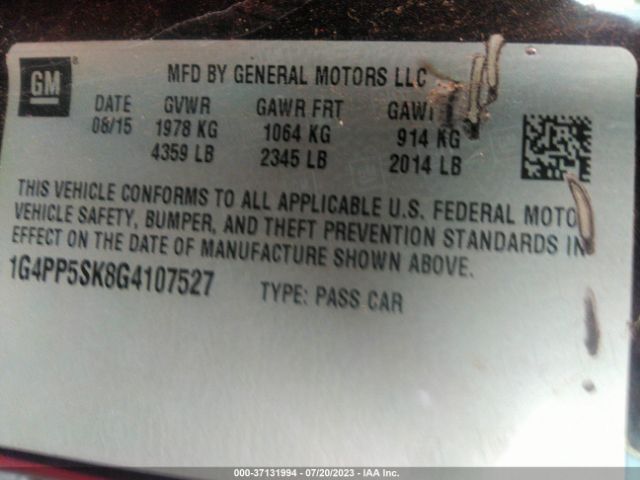 GM®
MFD BY GENERAL MOTORS LLC
DATE GVWR GAWR FRT
08/15 1978 KG 1064 KG 914 KG
4359 LB 2345 LB 2014 LB
THIS VEHICLE CONFORMS TO ALL APPLICABLE U.S. FEDERAL MOTO
VEHICLE SAFETY, BUMPER, AND THEFT PREVENTION STANDARDS IN
EFFECT ON THE DATE OF MANUFACTURE SHOWN ABOVE.
1G4PP5SK8G4107527 TYPE: PASS CAR
000-37131994 - 07/20/2023 - IAA Inc.